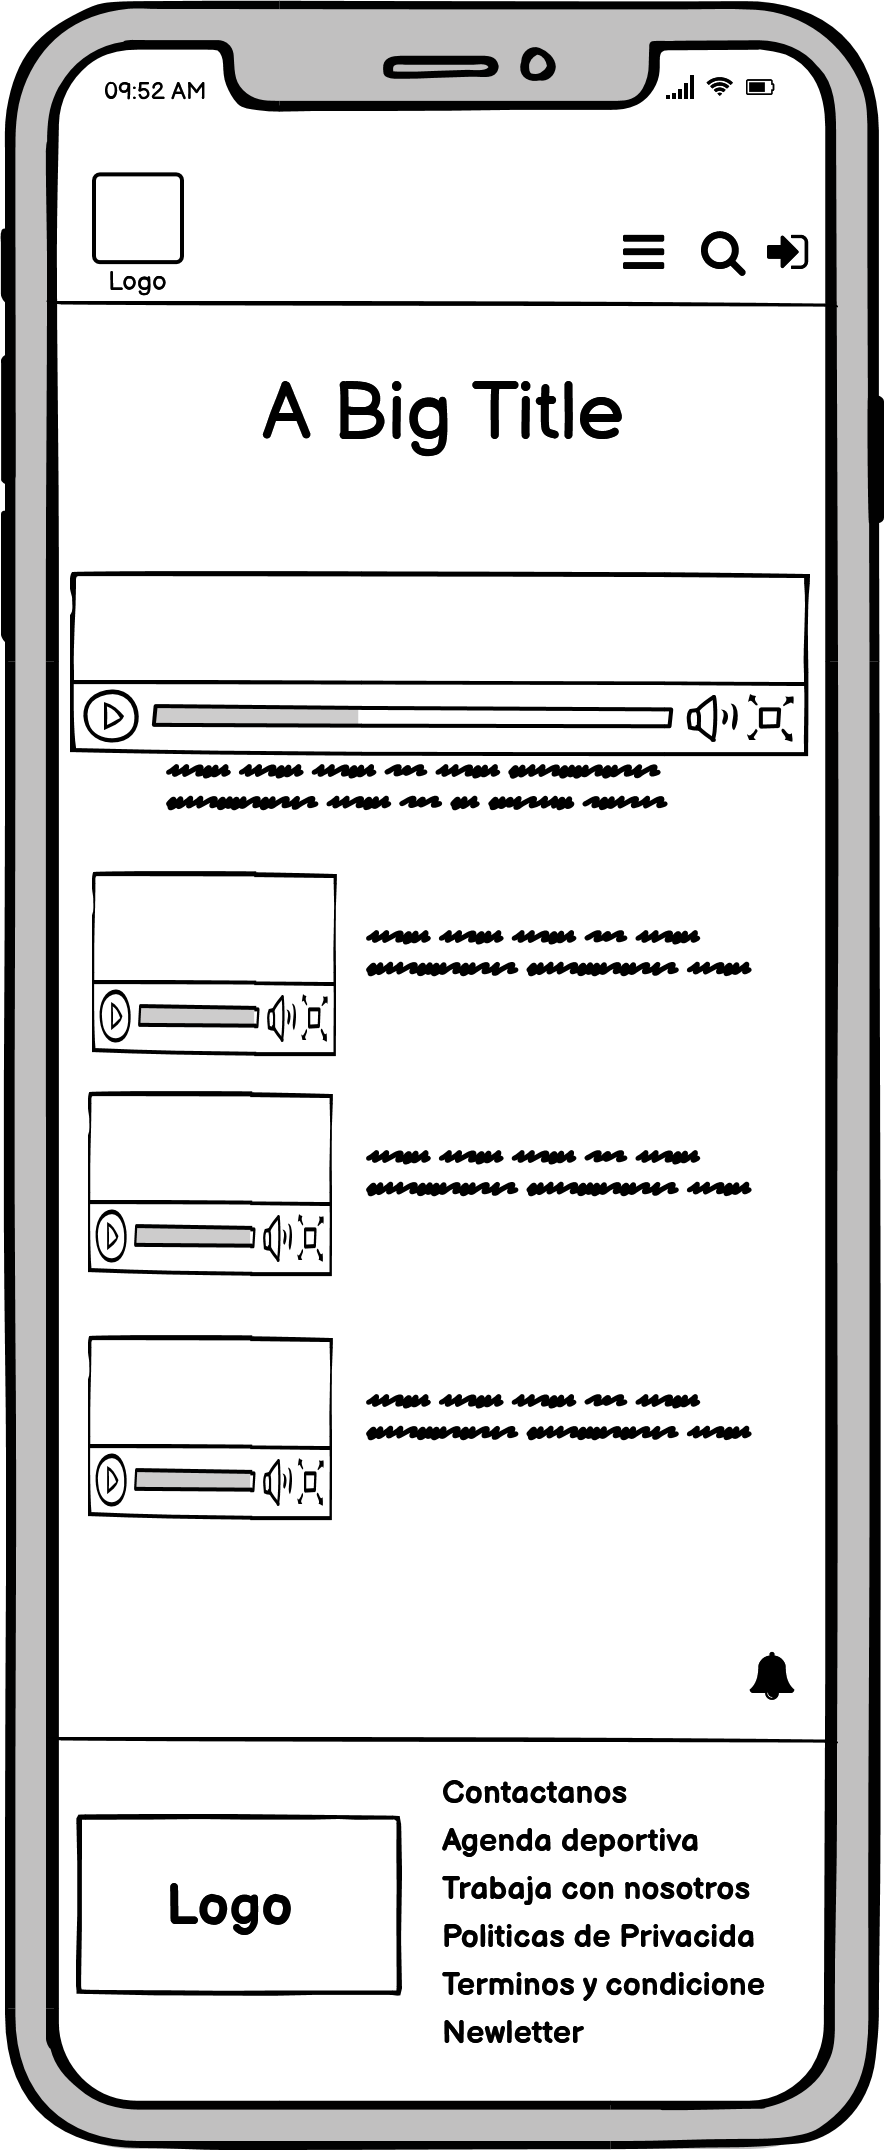 09:52 AM
Logo
A Big Title
Contactanos
Agenda deportiva
Logo
Trabaja con nosotros
Politicas de Privacida
Terminos y condicione
Newletter